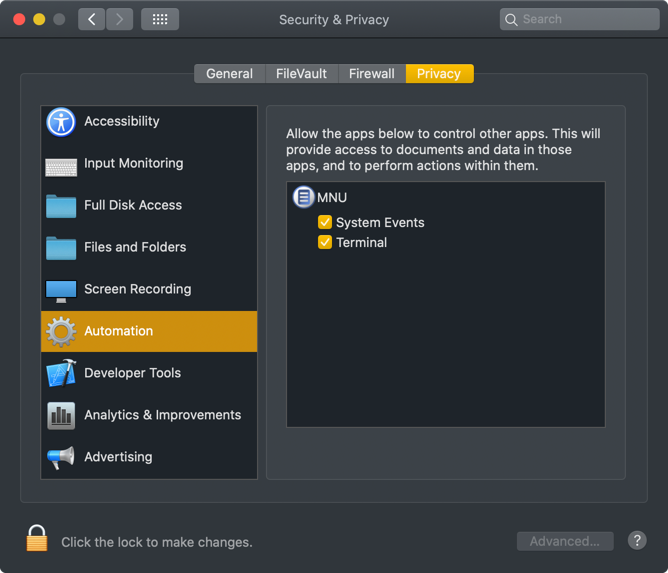 Security & Privacy
Search
General
FileVault
Firewall
Privacy
Accessibility
Input Monitoring
Full Disk Access
Files and Folders
Screen Recording
Automation
Developer Tools
Analytics & Improvements
Advertising
Allow the apps below to control other apps. This will
provide access to documents and data in those
apps, and to perform actions within them.
MNU
System Events
Terminal
Click the lock to make changes.
Advanced...
?